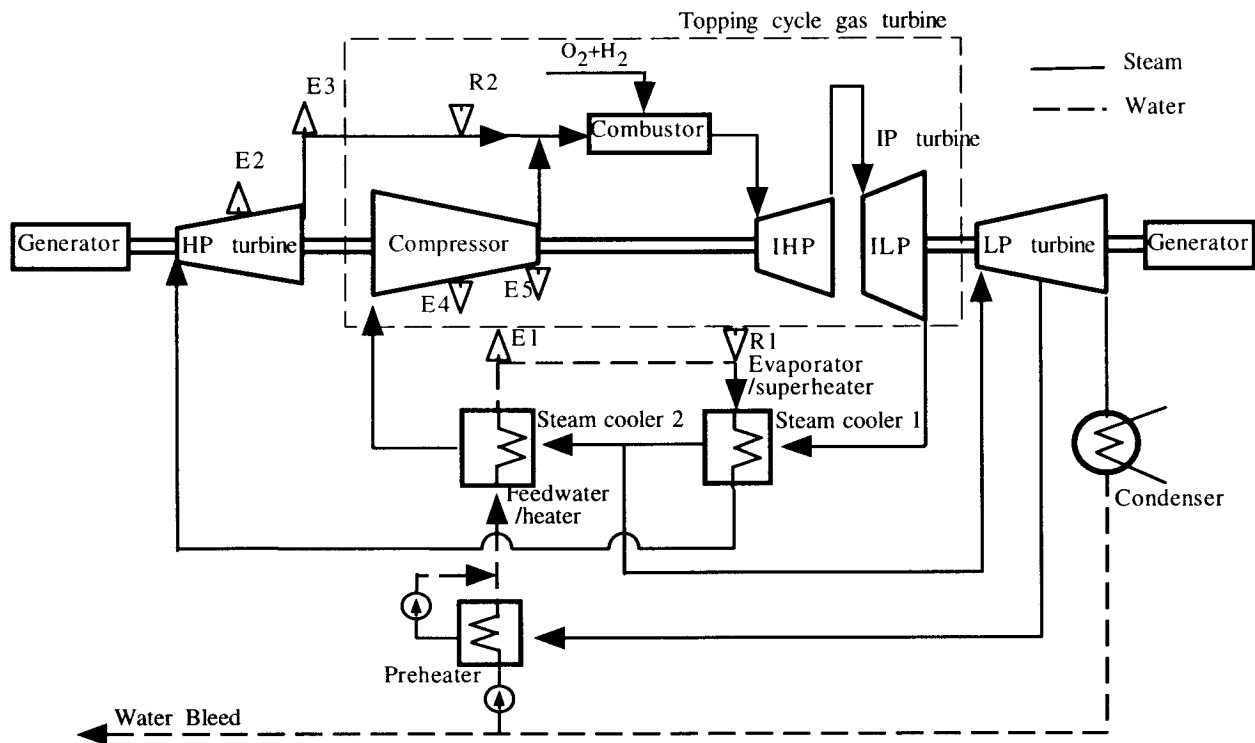 Topping cycle gas turbine
O2+H2
Steam
Water
E3
R2
Combustor
IP turbine
E2
Generator
HP turbine
Compressor
IHP
ILP
LP turbine
Generator
E4
E5
E1
R1
Evaporator
/superheater
Steam cooler 2
Steam cooler 1
Feedwater
/heater
Condenser
Preheater
Water Bleed